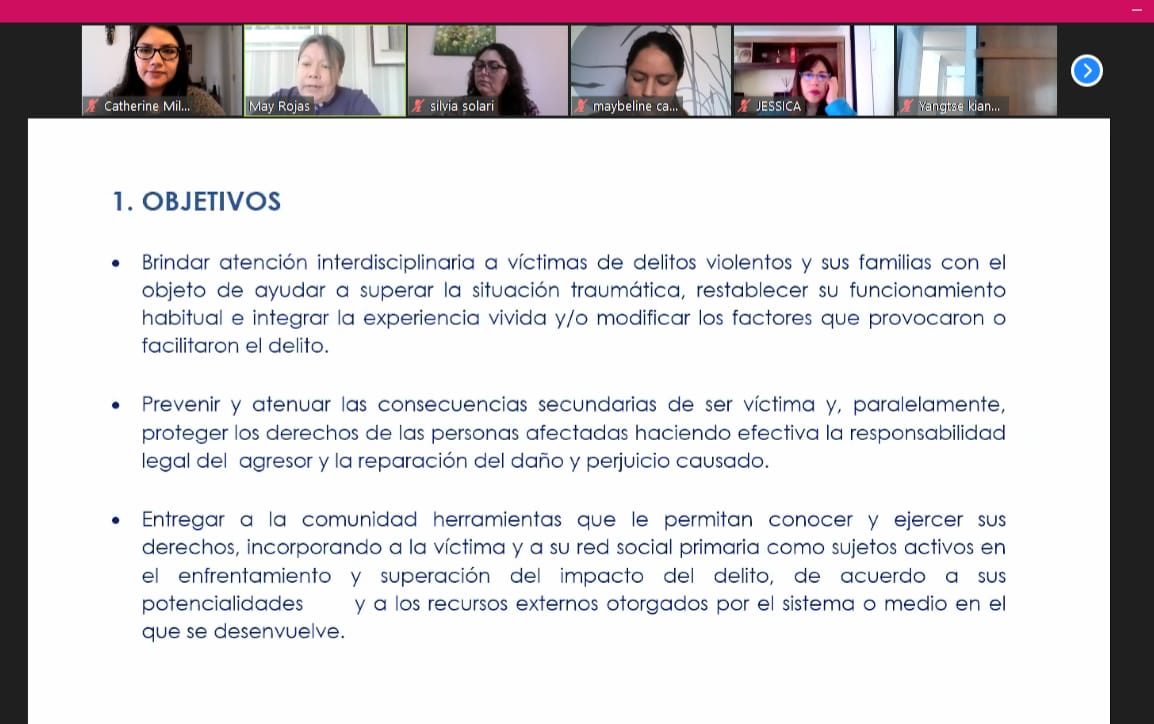 Catherine Mil...
May Rojas
silvia solari
maybeline ca...
JESSICA
Yangtse kian...
1. OBJETIVOS
• Brindar atención interdisciplinaria a víctimas de delitos violentos y sus familias con el
objeto de ayudar a superar la situación traumática, restablecer su funcionamiento
habitual e integrar la experiencia vivida y/o modificar los factores que provocaron o
facilitaron el delito.
• Prevenir y atenuar las consecuencias secundarias de ser víctima y, paralelamente,
proteger los derechos de las personas afectadas haciendo efectiva la responsabilidad
legal del agresor y la reparación del daño y perjuicio causado.
• Entregar a la comunidad herramientas que le permitan conocer y ejercer sus
derechos, incorporando a la víctima y a su red social primaria como sujetos activos en
el enfrentamiento y superación del impacto del delito, de acuerdo a sus
potencialidades y a los recursos externos otorgados por el sistema o medio en el
que se desenvuelve.